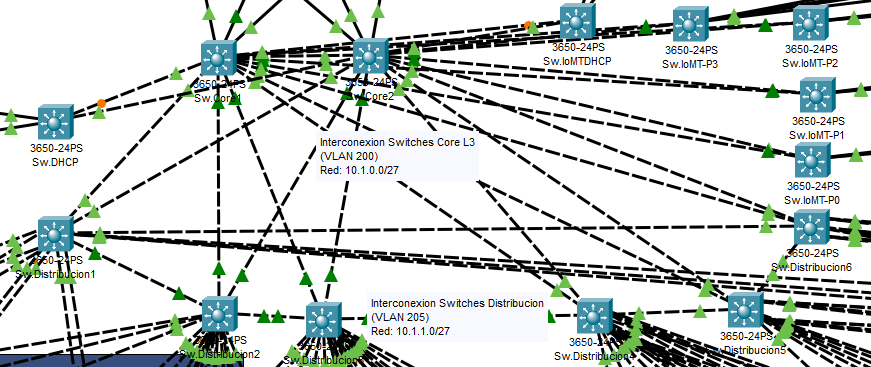 3650-24PS
Sw.IoMTDHCP
3650-24PS
Sw.IoMT-P3
3650-24PS
Sw.IoMT-P2
3650-24PS
Sw.Core1
3650-24PS
Sw.Core2
3650-24PS
Sw.IoMT-P1
3650-24PS
Sw.DHCP
Interconexion Switches Core L3
(VLAN 200)
Red: 10.1.0.0/27
3650-24PS
Sw.IoMT-P0
3650-24PS
Sw.Distribucion1
3650-24PS
Sw.Distribucion6
Interconexion Switches Distribucion
(VLAN 205)
Red: 10.1.1.0/27
3650-24PS
Sw.Distribucion2
3650-24PS
3650-24PS
Sw.Distribucion4
3650-24PS
Sw.Distribucion5